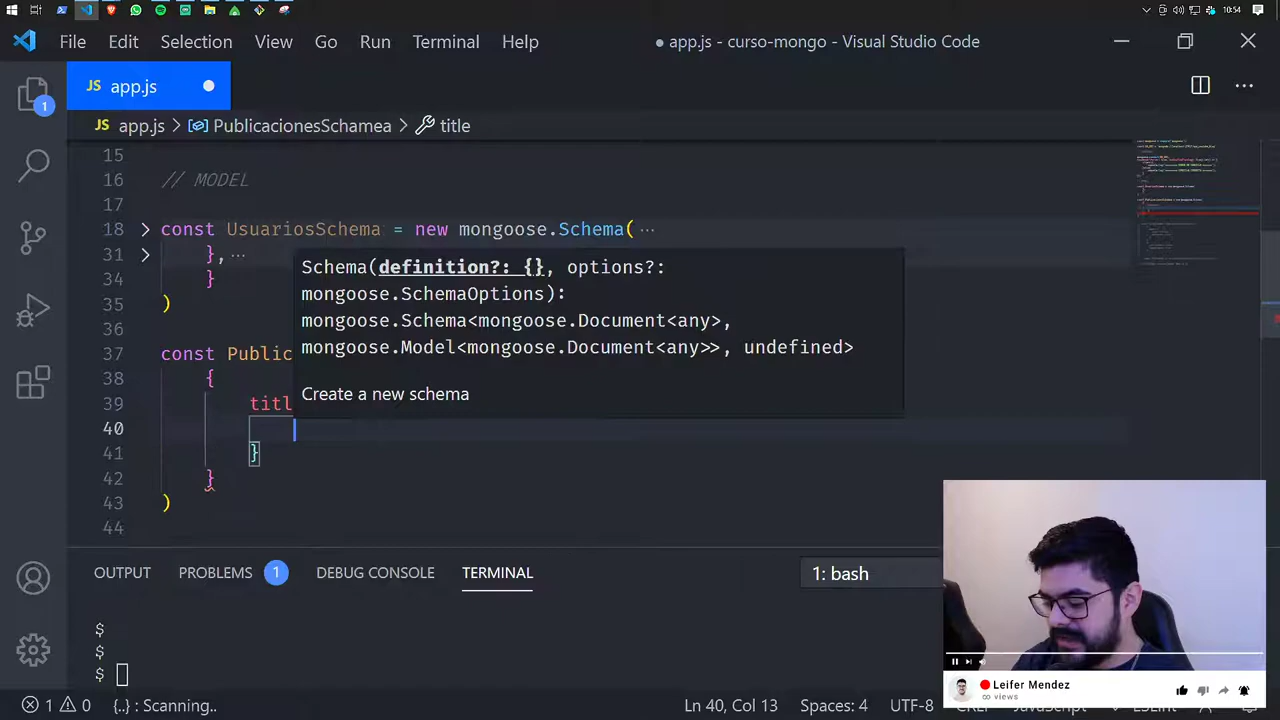 10:54
File Edit Selection View Go Run Terminal Help
● app.js - curso-mongo - Visual Studio Code
1
JS app.js
JS app.js > PublicacionesSchamea > title
15
16 // MODEL
17
18 const UsuariosSchema = new mongoose.Schema( ...
31 }, ...
34 }
35 )
36
37 const Public
38 {
39 titl
40
41 }
42 }
43 )
44
Schema(definition?: {}, options?:
mongoose.SchemaOptions):
mongoose.Schema<mongoose.Document<any>,
mongoose.Model<mongoose.Document<any>>, undefined>
Create a new schema
OUTPUT PROBLEMS 1 DEBUG CONSOLE TERMINAL
1: bash
$
$
$
Leifer Mendez
views
1 0 {..} : Scanning..
Ln 40, Col 13 Spaces: 4 UTF-8